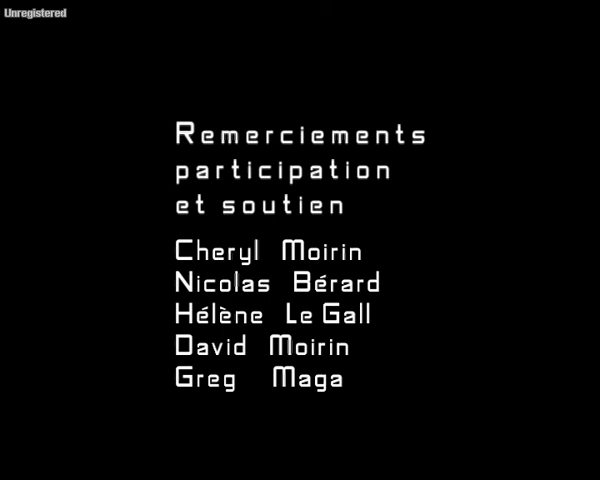 Unregistered
Remerciements
participation
et soutien
Cheryl Moirin
Nicolas Bérard
Hélène Le Gall
David Moirin
Greg Maga